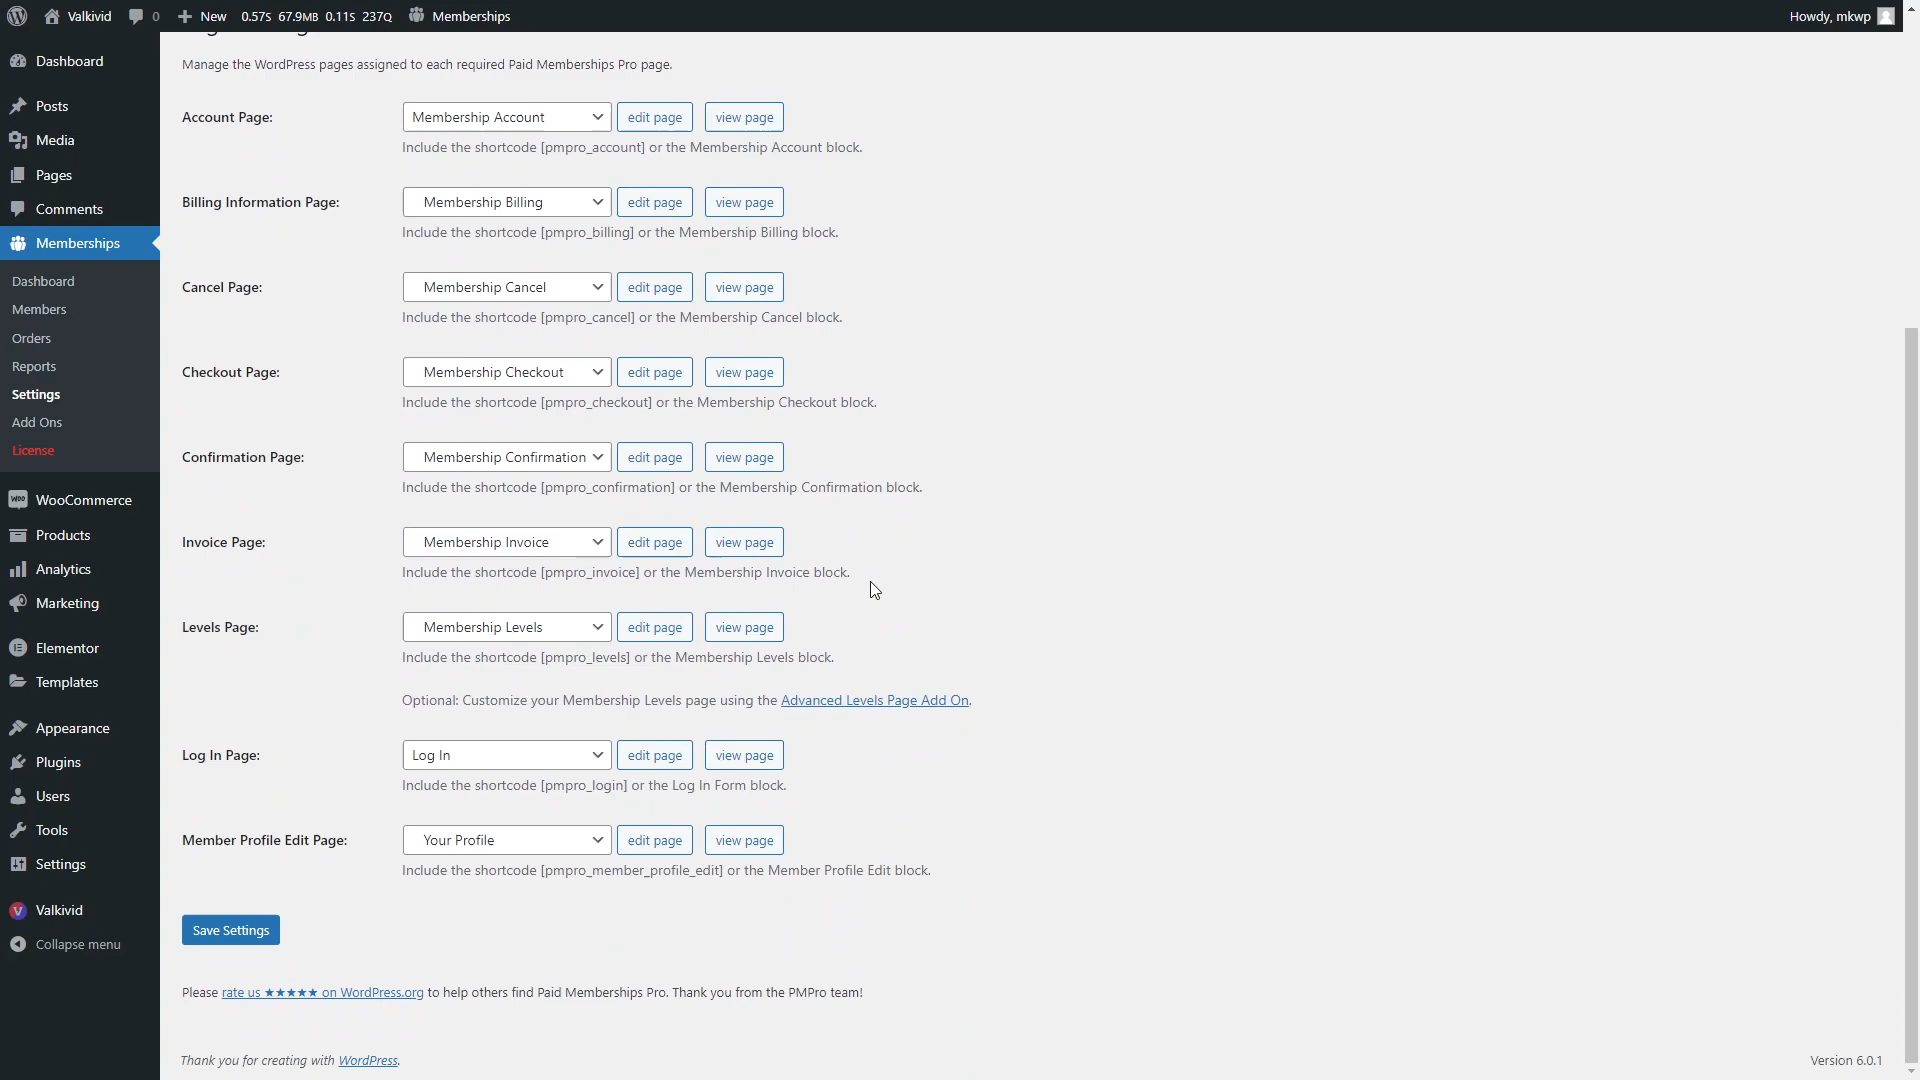 Valkivid 0 New 0.57s 67.9MB 0.11s 237Q Memberships Howdy, mkwp
Dashboard
Posts
Media
Pages
Comments
Memberships
Dashboard
Members
Orders
Reports
Settings
Add Ons
License
WooCommerce
Products
Analytics
Marketing
Elementor
Templates
Appearance
Plugins
Users
Tools
Settings
Valkivid
Collapse menu
Manage the WordPress pages assigned to each required Paid Memberships Pro page.
Account Page: Membership Account edit page view page
Include the shortcode [pmpro_account] or the Membership Account block.
Billing Information Page: Membership Billing edit page view page
Include the shortcode [pmpro_billing] or the Membership Billing block.
Cancel Page: Membership Cancel edit page view page
Include the shortcode [pmpro_cancel] or the Membership Cancel block.
Checkout Page: Membership Checkout edit page view page
Include the shortcode [pmpro_checkout] or the Membership Checkout block.
Confirmation Page: Membership Confirmation edit page view page
Include the shortcode [pmpro_confirmation] or the Membership Confirmation block.
Invoice Page: Membership Invoice edit page view page
Include the shortcode [pmpro_invoice] or the Membership Invoice block.
Levels Page: Membership Levels edit page view page
Include the shortcode [pmpro_levels] or the Membership Levels block.
Optional: Customize your Membership Levels page using the Advanced Levels Page Add On.
Log In Page: Log In edit page view page
Include the shortcode [pmpro_login] or the Log In Form block.
Member Profile Edit Page: Your Profile edit page view page
Include the shortcode [pmpro_member_profile_edit] or the Member Profile Edit block.
Save Settings
Please rate us ★★★★★ on WordPress.org to help others find Paid Memberships Pro. Thank you from the PMPro team!
Thank you for creating with WordPress. Version 6.0.1